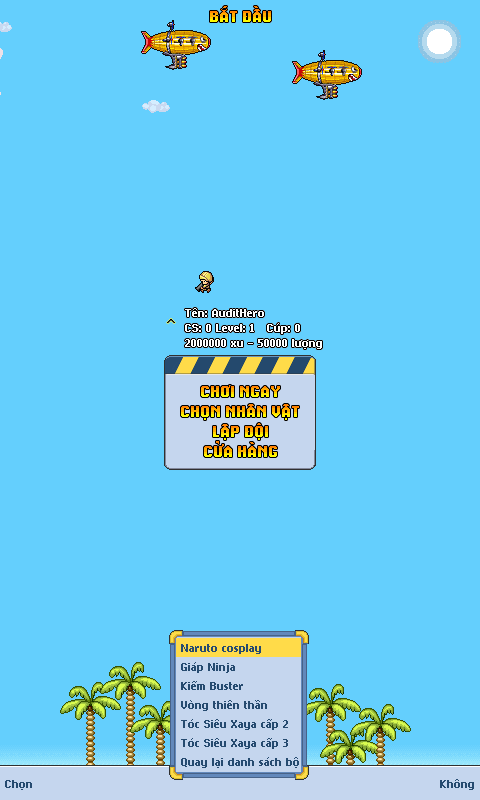 BẮT ĐẦU
Tên: AuditHero
CS: 0 Level: 1 Cúp: 0
2000000 xu - 50000 lượng
CHƠI NGAY
CHỌN NHÂN VẬT
LẬP ĐỘI
CỬA HÀNG
Naruto cosplay
Giáp Ninja
Kiếm Buster
Vòng thiên thần
Tóc Siêu Xaya cấp 2
Tóc Siêu Xaya cấp 3
Quay lại danh sách bộ
Chọn
Không